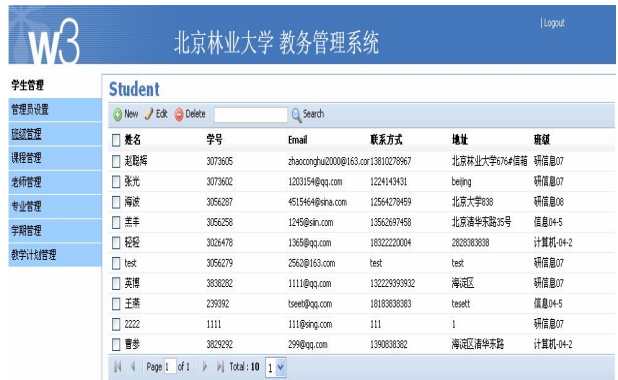 w3
北京林业大学 教务管理系统
| Logout
学生管理
管理员设置
班级管理
课程管理
老师管理
专业管理
学期管理
教学计划管理
Student
New Edit Delete Search
姓名 学号 Email 联系方式 地址 班级
赵聪辉 3073605 zhaoconghui2000@163.cor 13810278967 北京林业大学676#信箱 研信息07
张光 3073602 1203154@qq.com 1224143431 beijing 研信息07
海波 3056287 4515464@sina.com 12564278459 北京大学838 研信息08
羔羊 3056258 1245@sin.com 13562697458 北京清华东路35号 信息04-5
轻轻 3026478 1365@qq.com 18322220004 2828383838 计算机-04-2
test 3056279 2562@163.com test test 研信息07
英博 3838282 1111@qq.com 132229393932 海淀区 研信息07
王燕 239392 tseet@qq.com 18183838383 tesett 信息04-5
2222 1111 111@sing.com 111 1 研信息07
曹参 3829292 299@qq.com 1390838382 海淀区清华东路 计算机-04-2
Page 1 of 1 Total : 10 1